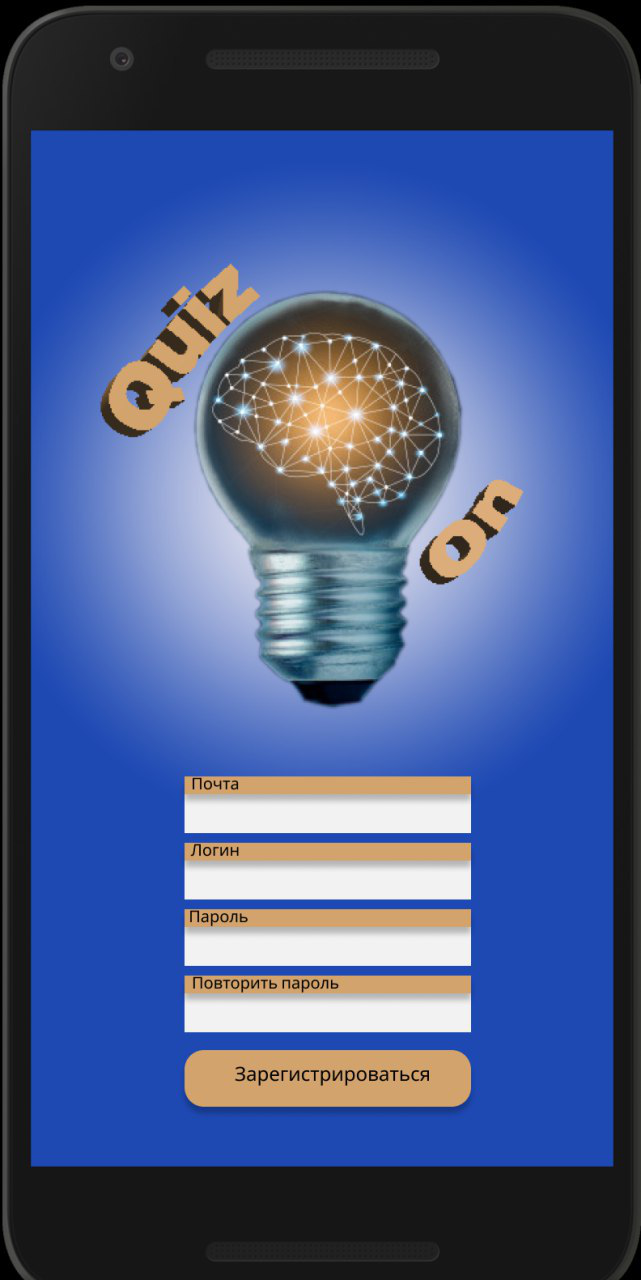 Quiz
on
Почта
Логин
Пароль
Повторить пароль
Зарегистрироваться